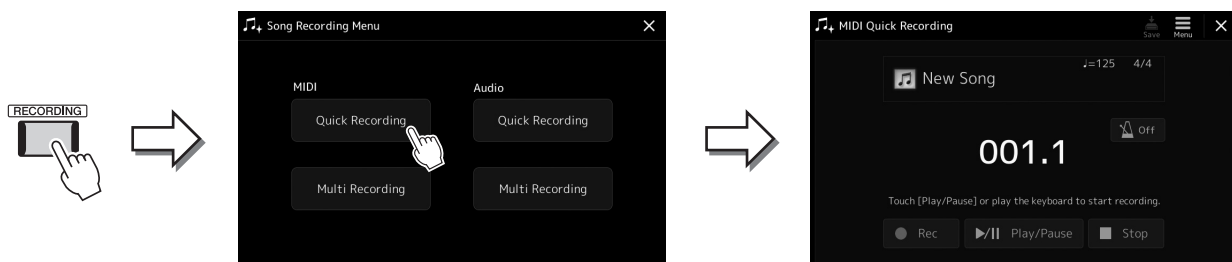 RECORDING
Song Recording Menu
MIDI
Audio
Quick Recording
Quick Recording
Multi Recording
Multi Recording
MIDI Quick Recording
Save
Menu
New Song
♩=125 4/4
Off
001.1
Touch [Play/Pause] or play the keyboard to start recording.
Rec
Play/Pause
Stop